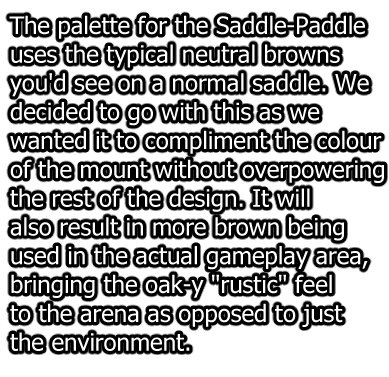 The palette for the Saddle-Paddle
uses the typical neutral browns
you'd see on a normal saddle. We
decided to go with this as we
wanted it to compliment the colour
of the mount without overpowering
the rest of the design. It will
also result in more brown being
used in the actual gameplay area,
bringing the oak-y "rustic" feel
to the arena as opposed to just
the environment.